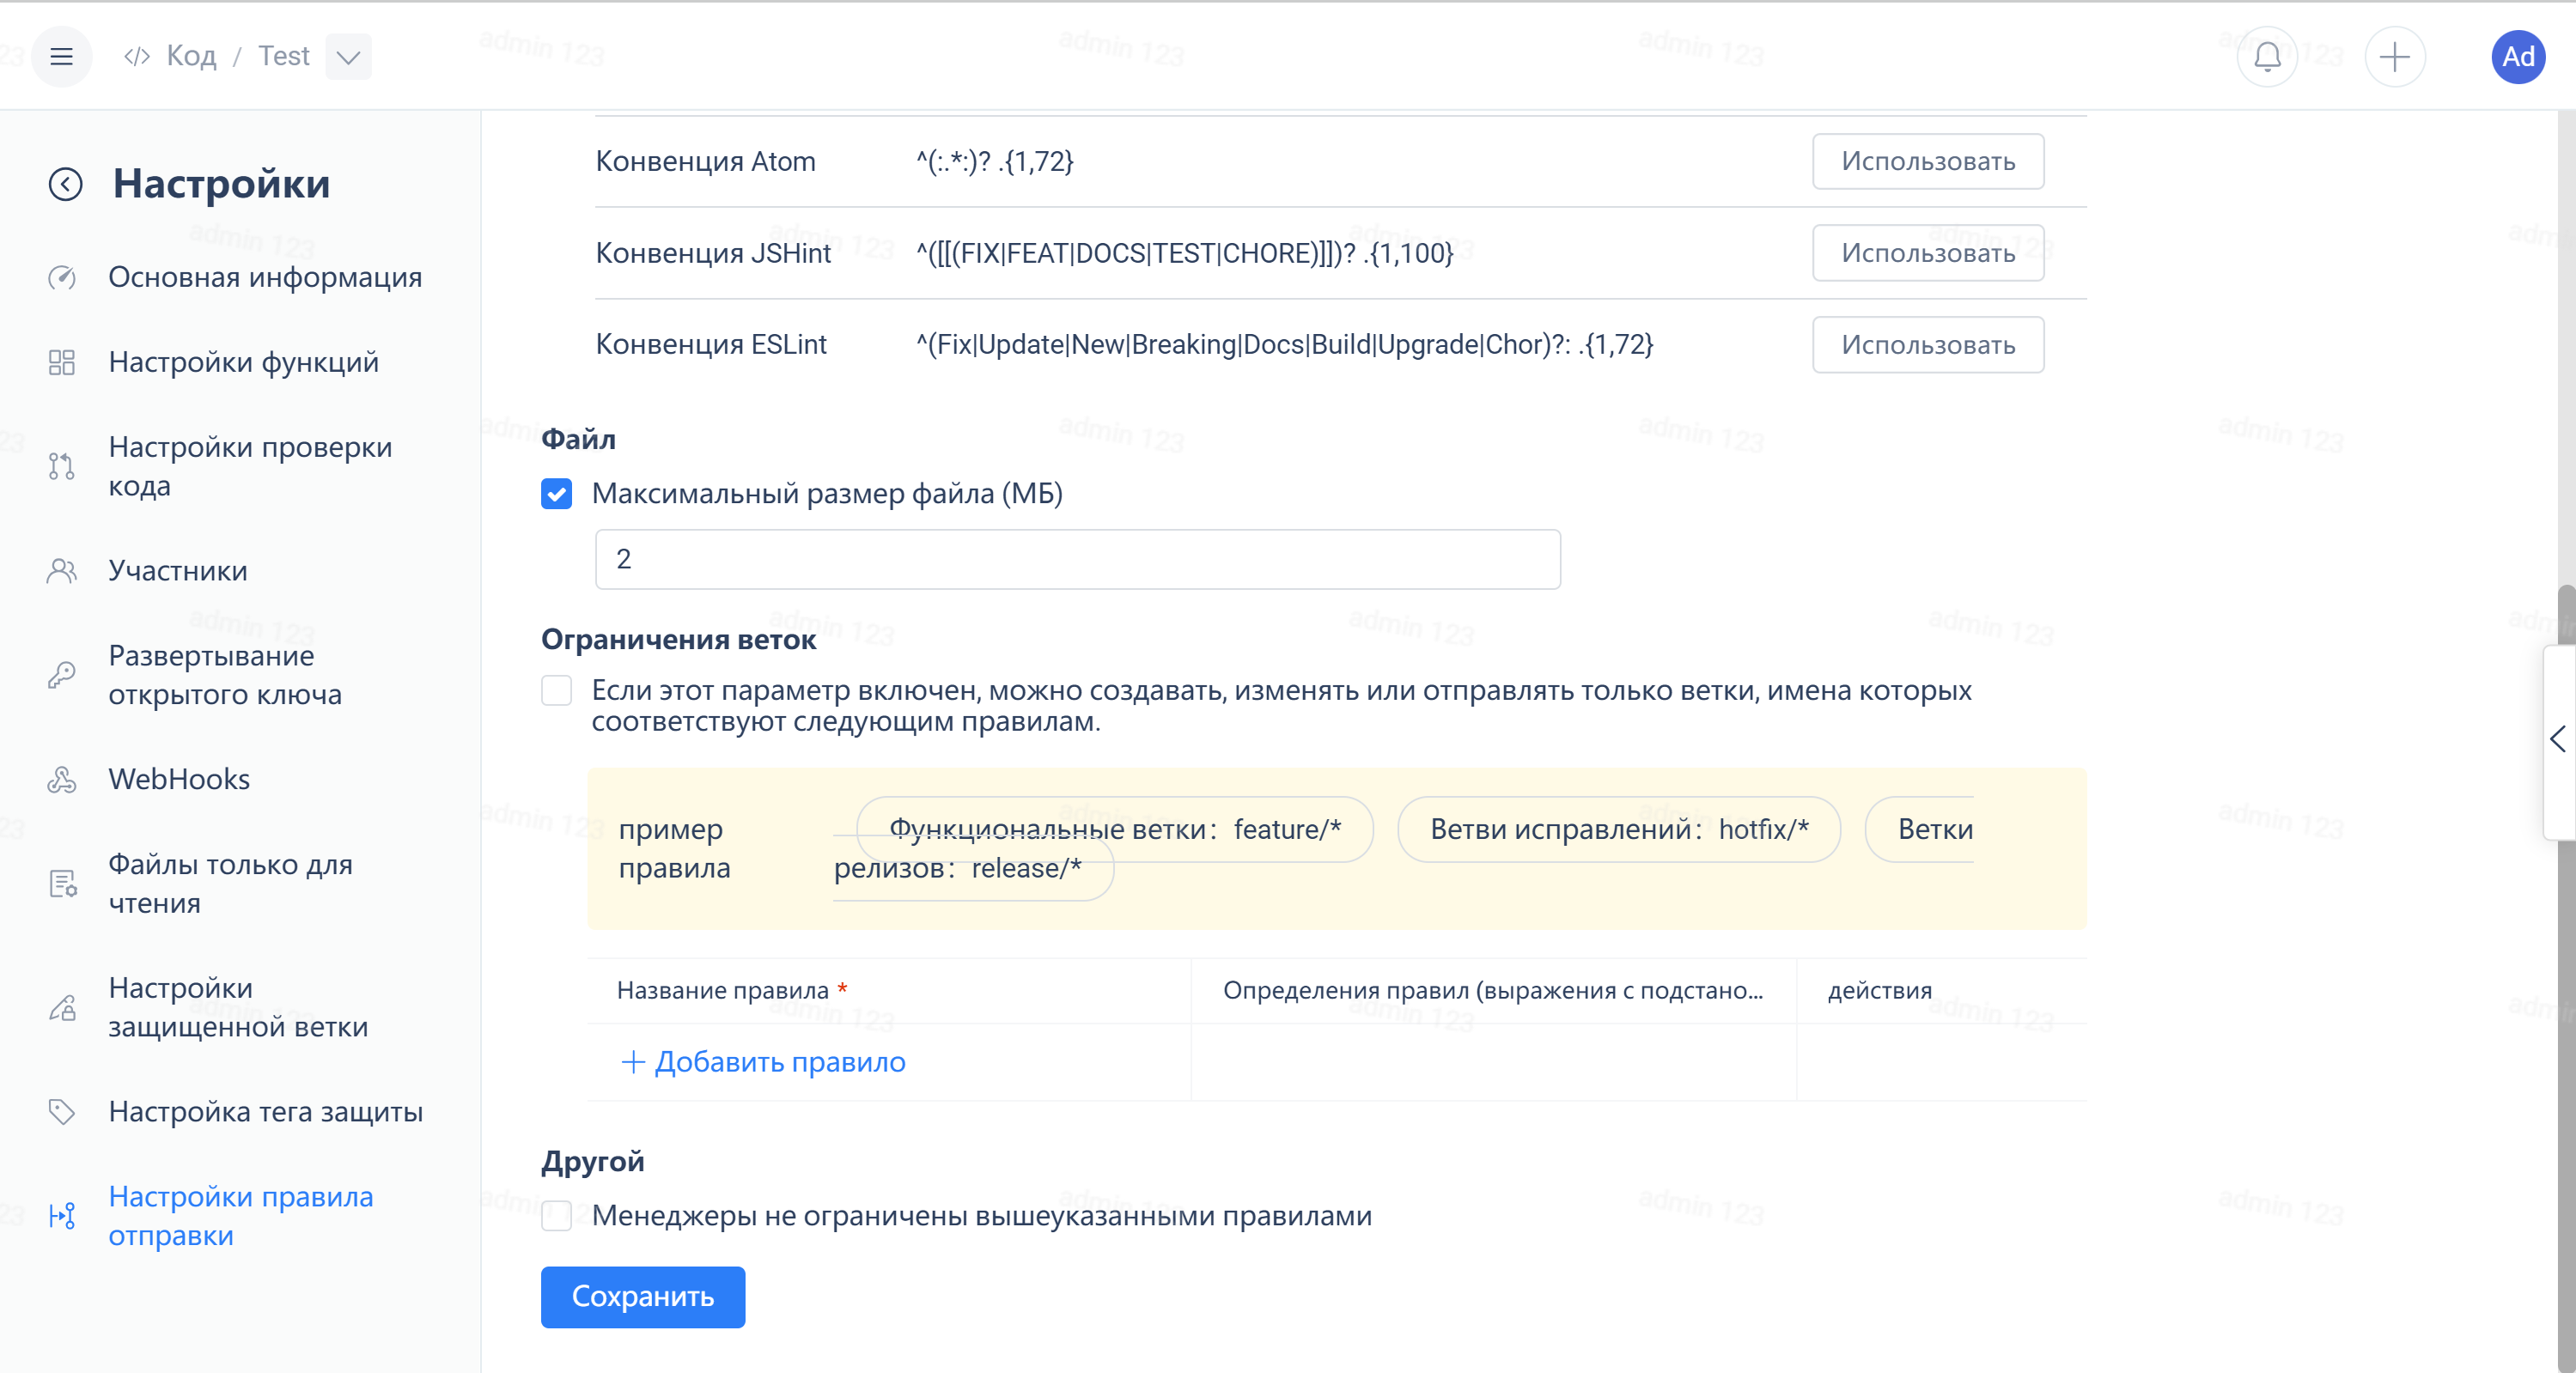 Код / Test
Ad
Настройки
Основная информация
Настройки функций
Настройки проверки
кода
Участники
Развертывание
открытого ключа
WebHooks
Файлы только для
чтения
Настройки
защищенной ветки
Настройка тега защиты
Настройки правила
отправки
Конвенция Atom ^(:.*:)? .{1,72} Использовать
Конвенция JSHint ^([[(FIX|FEAT|DOCS|TEST|CHORE)]])? .{1,100} Использовать
Конвенция ESLint ^(Fix|Update|New|Breaking|Docs|Build|Upgrade|Chor)?: .{1,72} Использовать
Файл
Максимальный размер файла (МБ)
2
Ограничения веток
Если этот параметр включен, можно создавать, изменять или отправлять только ветки, имена которых
соответствуют следующим правилам.
пример
правила
Функциональные ветки：feature/* Ветви исправлений：hotfix/* Ветки
релизов：release/*
Название правила * Определения правил (выражения с подстано... действия
Добавить правило
Другой
Менеджеры не ограничены вышеуказанными правилами
Сохранить
admin 123